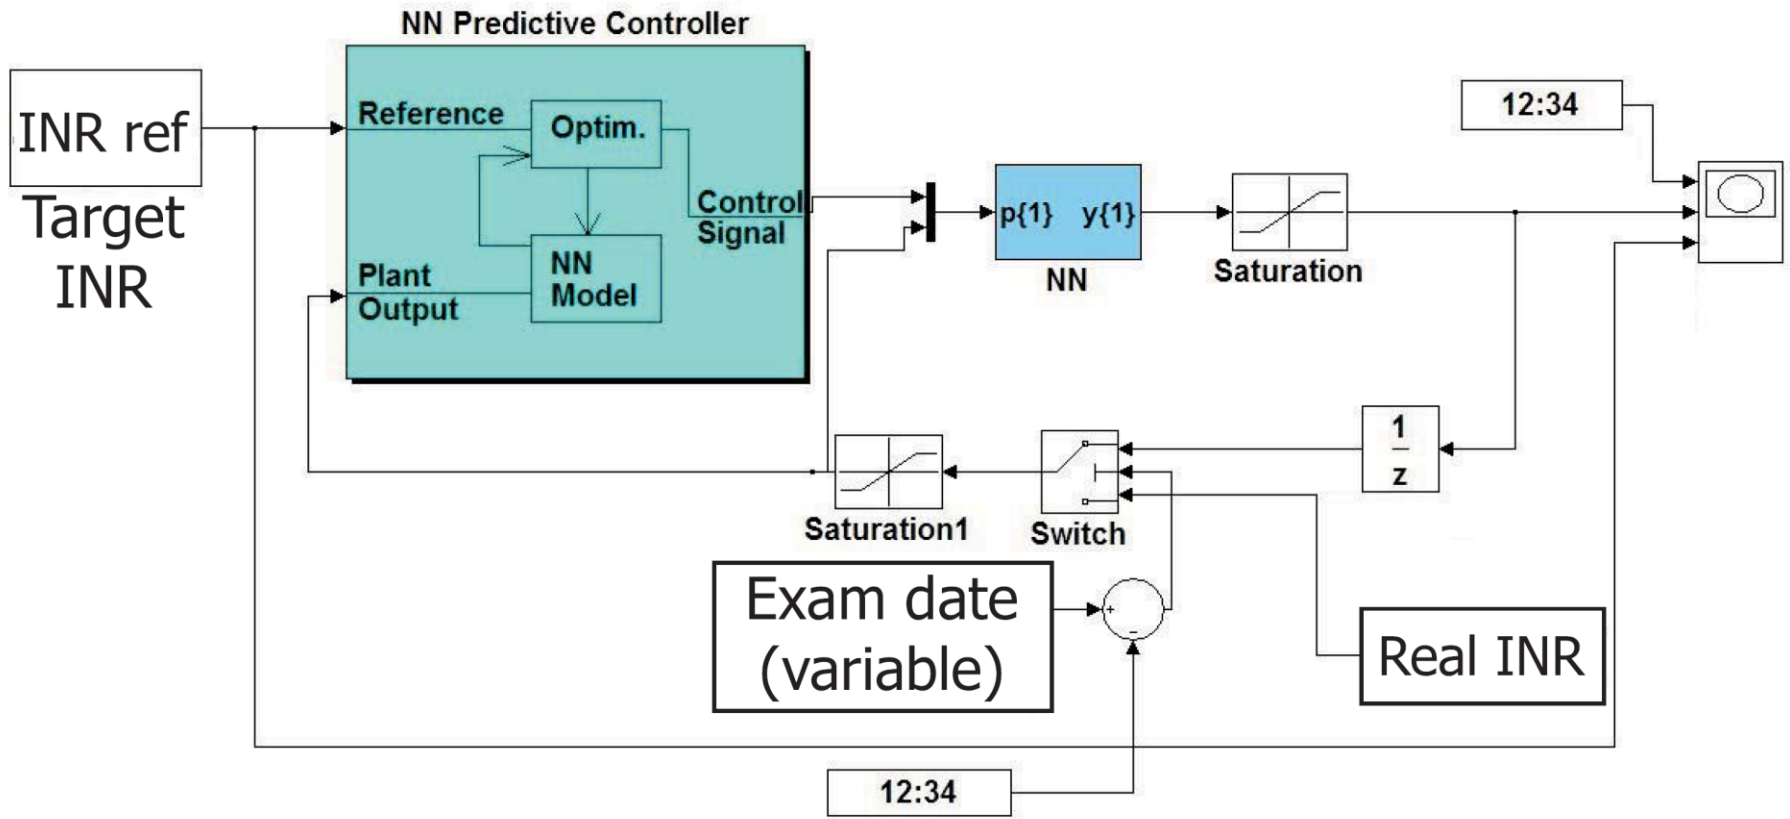 NN Predictive Controller
INR ref
Target
INR
Reference
Optim.
Control
Signal
Plant
Output
NN
Model
p{1} y{1}
NN
Saturation
12:34
1
z
Saturation1
Switch
Exam date
(variable)
+
-
Real INR
12:34